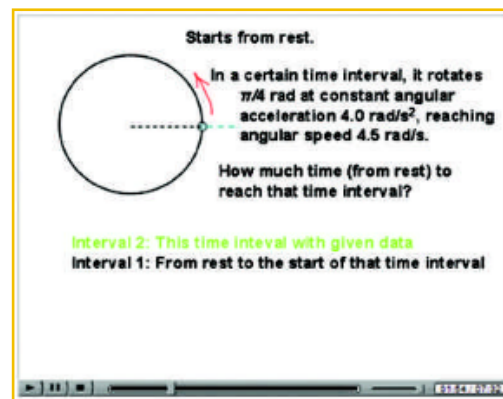 Starts from rest.
In a certain time interval, it rotates
π/4 rad at constant angular
acceleration 4.0 rad/s², reaching
angular speed 4.5 rad/s.
How much time (from rest) to
reach that time interval?
Interval 2: This time inteval with given data
Interval 1: From rest to the start of that time interval